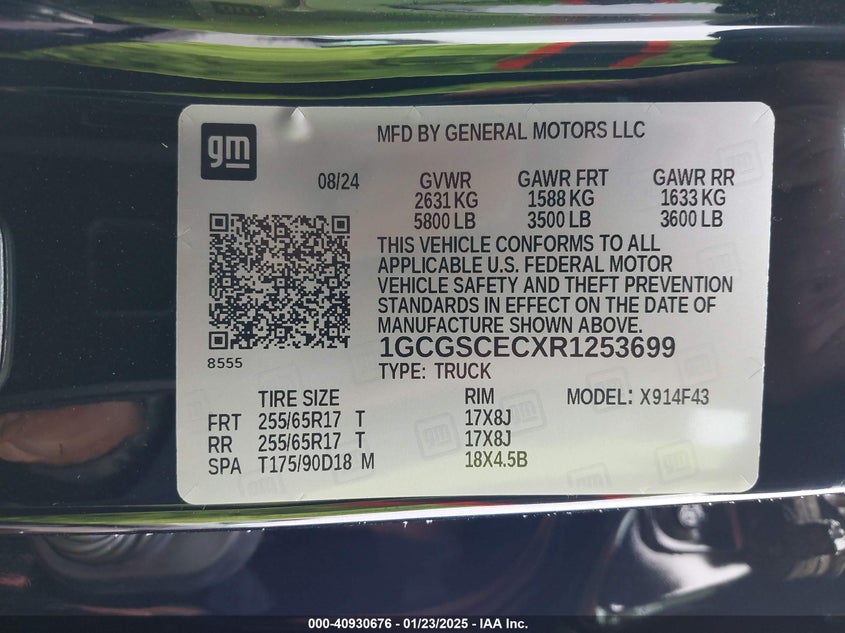 gm
MFD BY GENERAL MOTORS LLC
08/24 GVWR GAWR FRT GAWR RR
2631 KG 1588 KG 1633 KG
5800 LB 3500 LB 3600 LB
THIS VEHICLE CONFORMS TO ALL
APPLICABLE U.S. FEDERAL MOTOR
VEHICLE SAFETY AND THEFT PREVENTION
STANDARDS IN EFFECT ON THE DATE OF
MANUFACTURE SHOWN ABOVE.
8555
1GCGSCECXR1253699
TYPE: TRUCK
TIRE SIZE RIM MODEL: X914F43
FRT 255/65R17 T 17X8J
RR 255/65R17 T 17X8J
SPA T175/90D18 M 18X4.5B
000-40930676 - 01/23/2025 - IAA Inc.